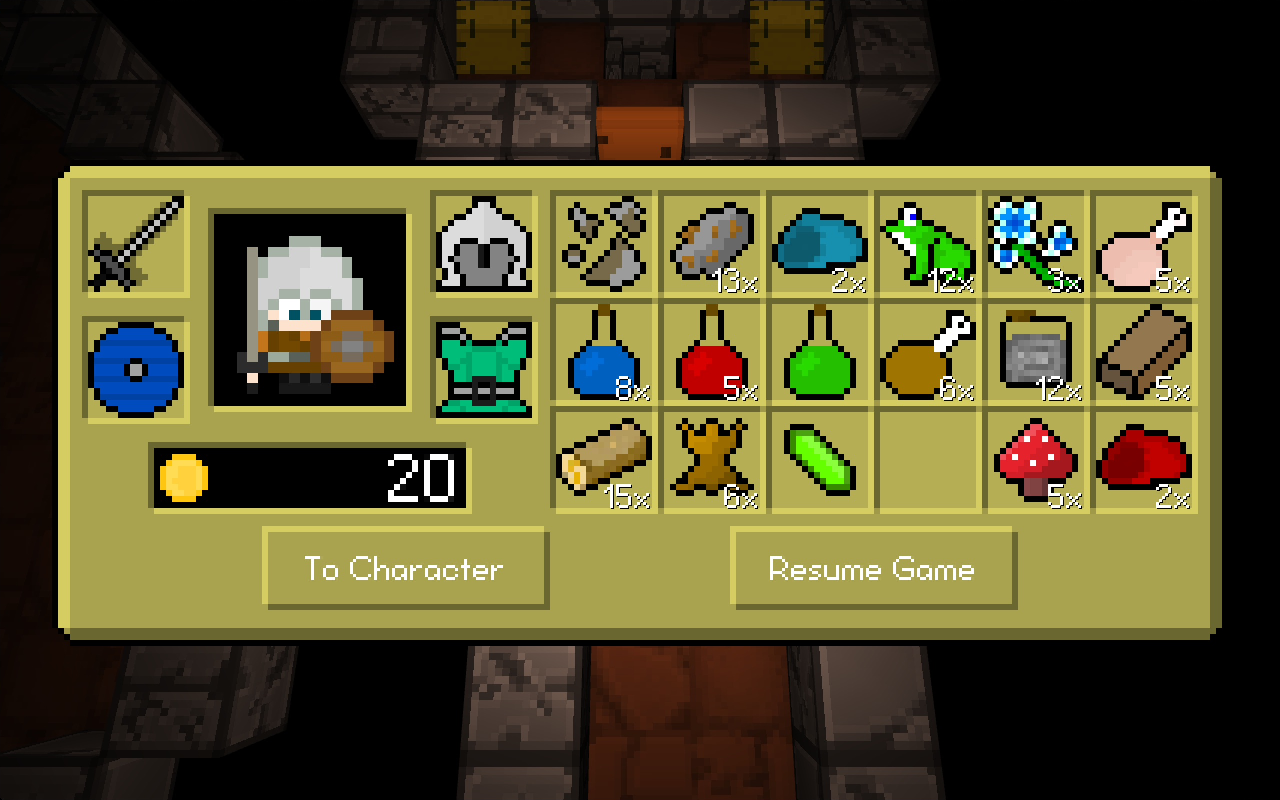 13x 2x 12x 3x 5x
8x 5x 6x 12x 5x
20
15x 6x 5x 2x
To Character Resume Game